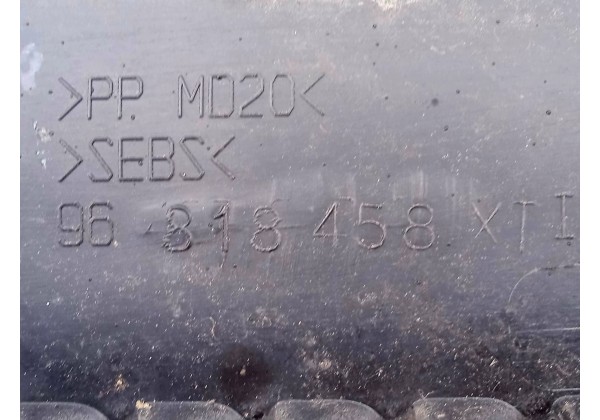 >PP. MD20<
>SEBS<
96 818 458 XTI